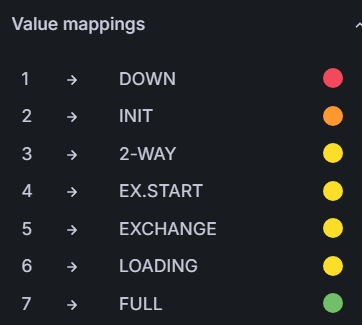 Value mappings
1 → DOWN
2 → INIT
3 → 2-WAY
4 → EX.START
5 → EXCHANGE
6 → LOADING
7 → FULL